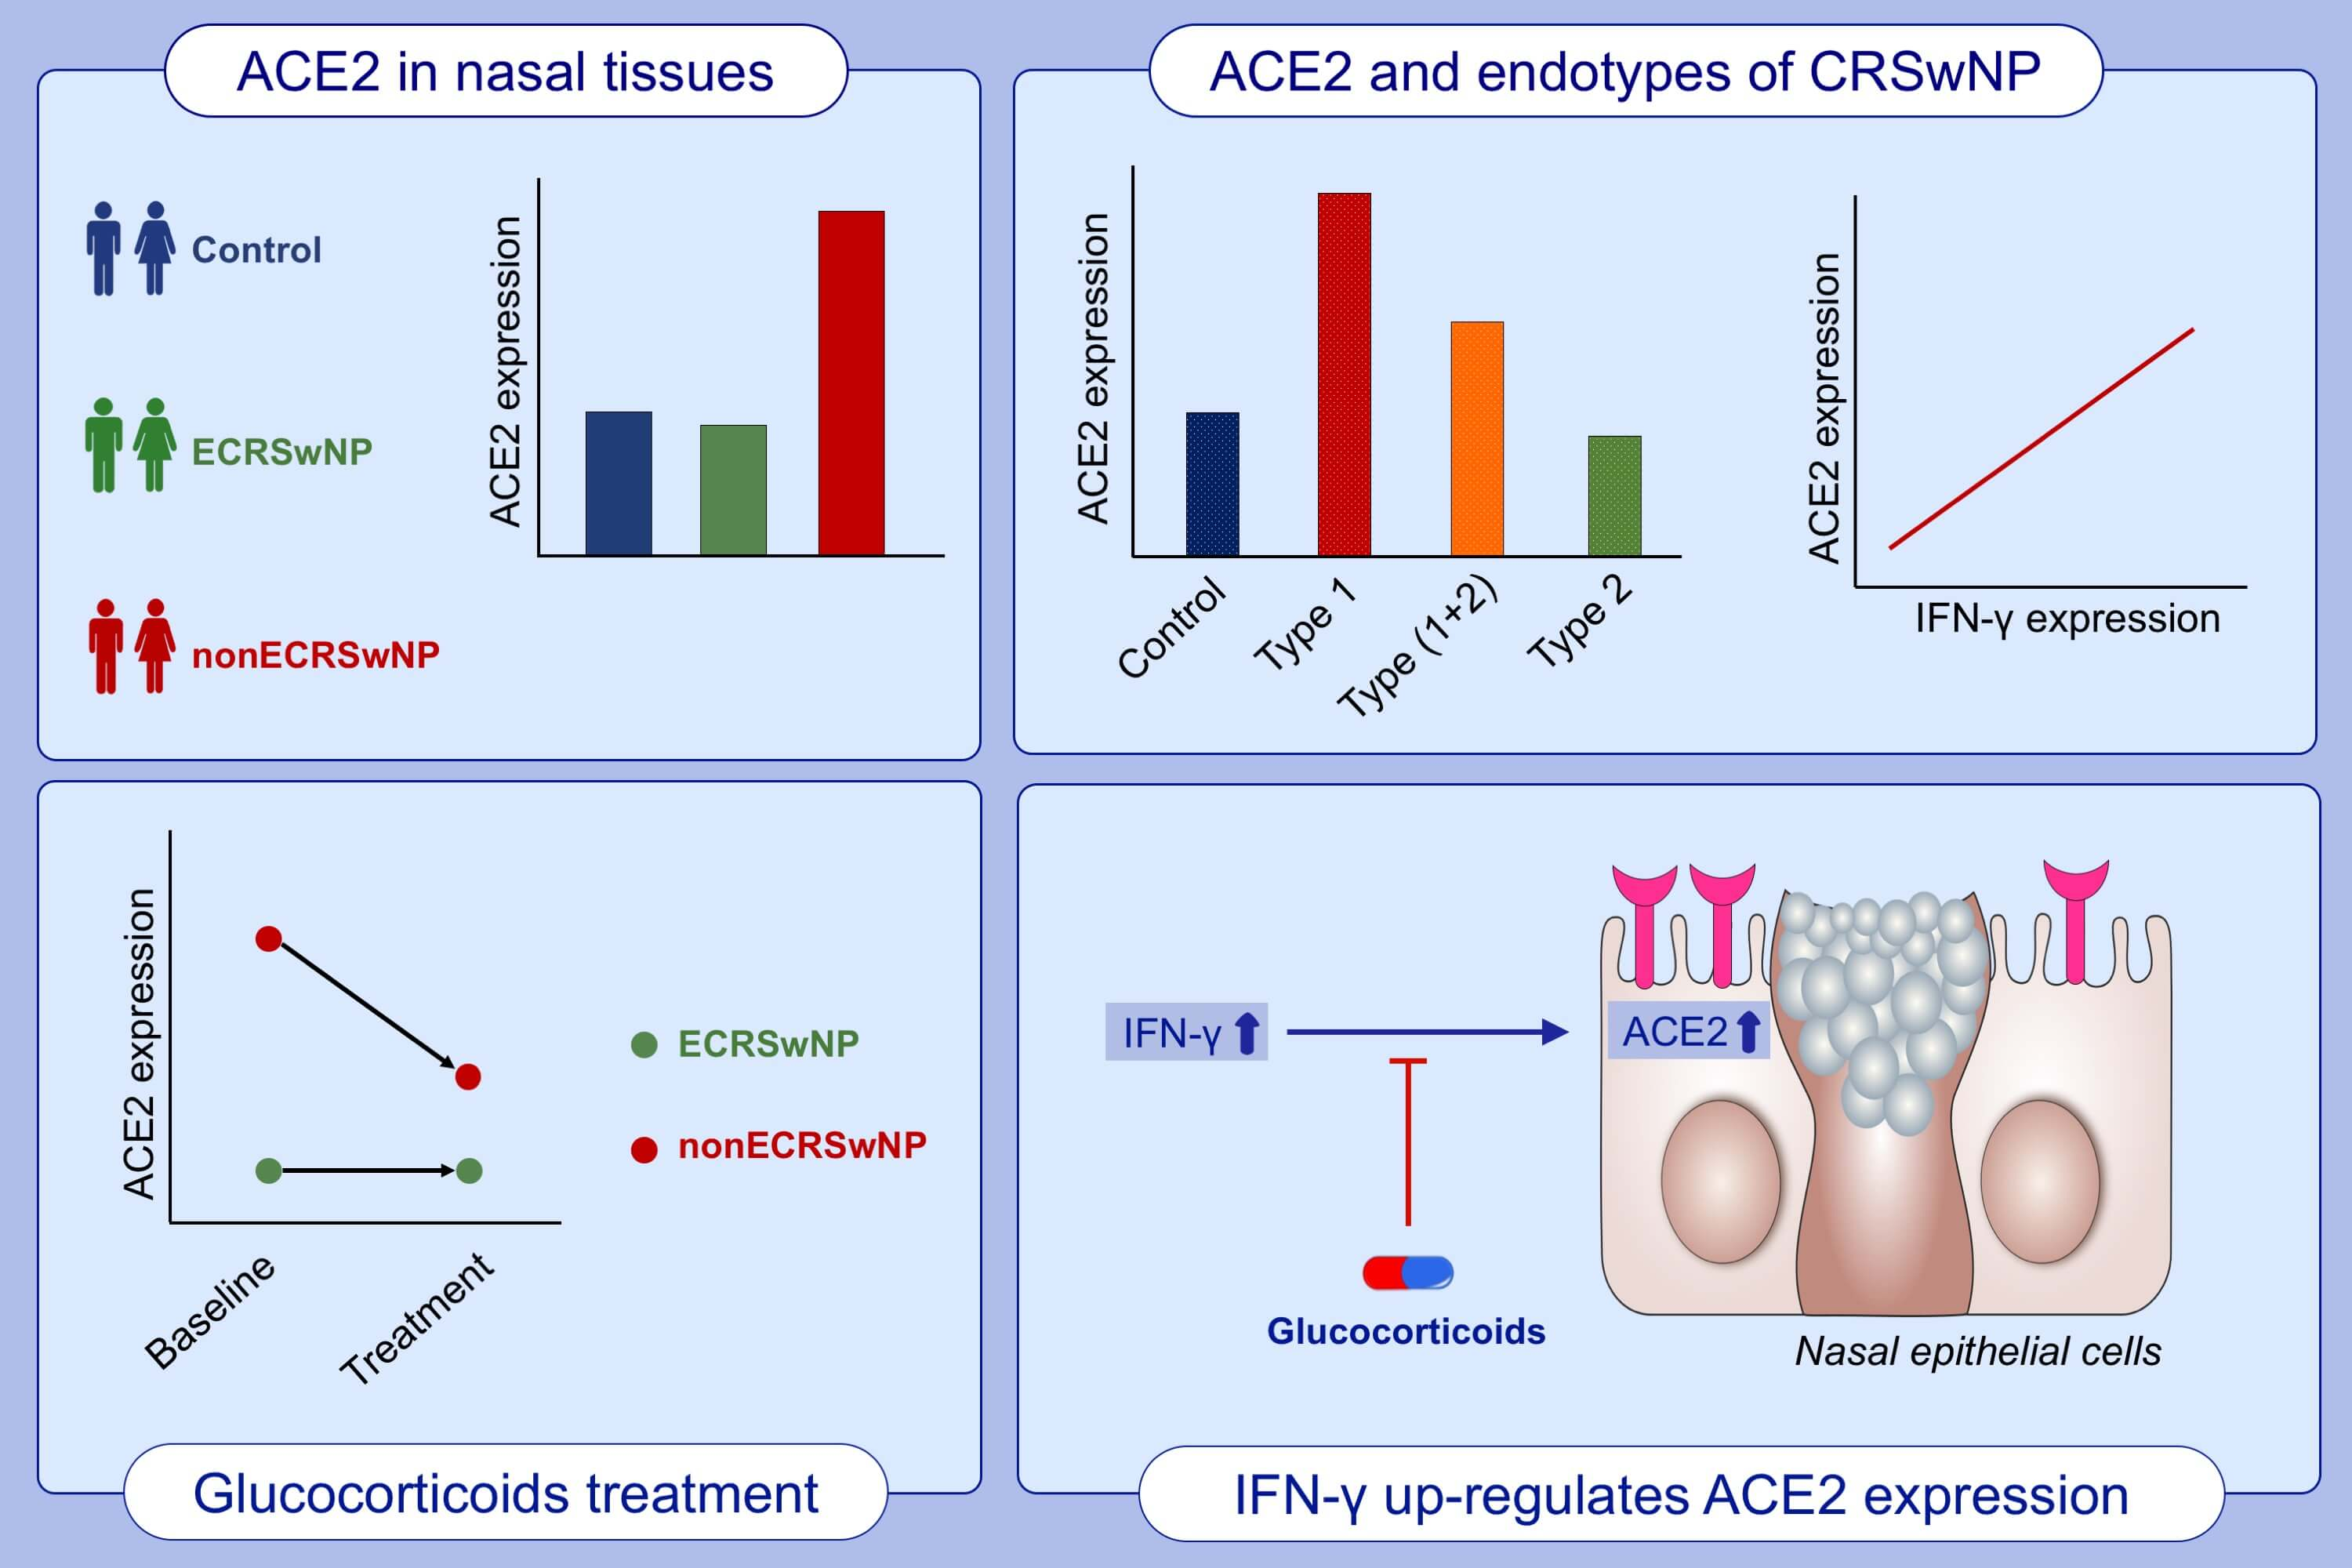 ACE2 in nasal tissues
Control
ECRSwNP
nonECRSwNP
ACE2 expression
ACE2 and endotypes of CRSwNP
ACE2 expression
Control
Type 1
Type (1+2)
Type 2
ACE2 expression
IFN-γ expression
ACE2 expression
Baseline
Treatment
ECRSwNP
nonECRSwNP
Glucocorticoids treatment
IFN-γ
ACE2
Glucocorticoids
Nasal epithelial cells
IFN-γ up-regulates ACE2 expression